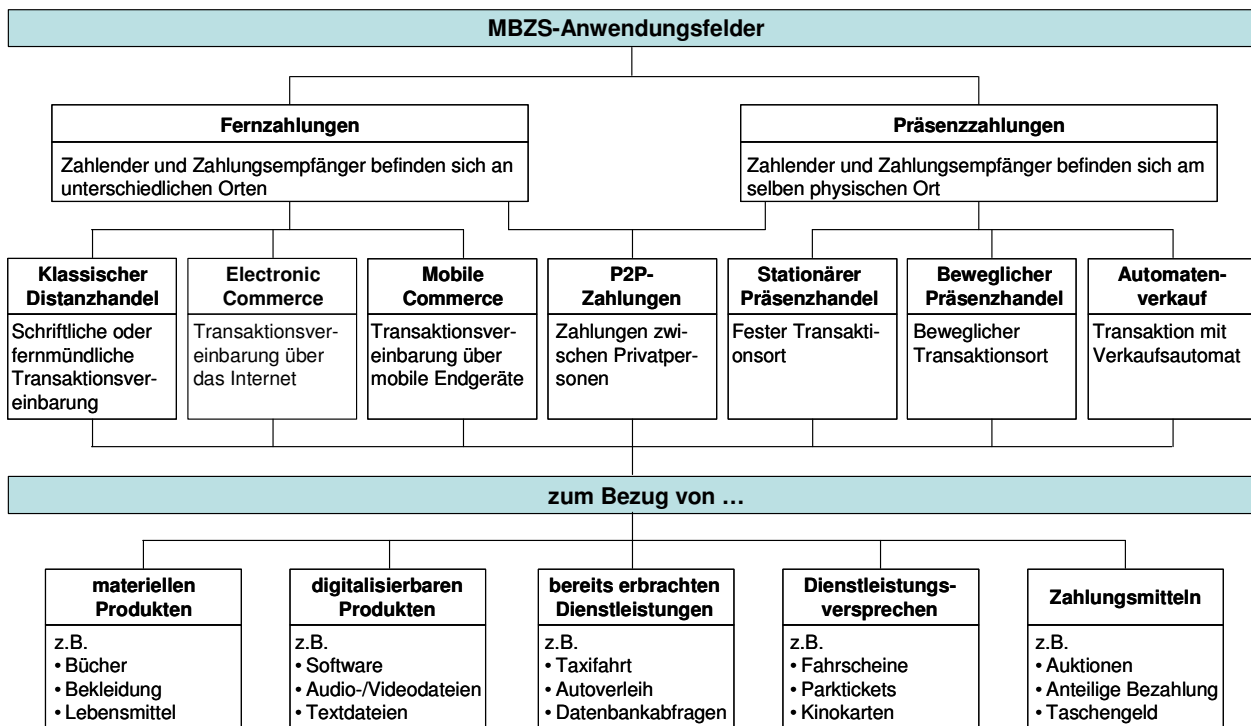 MBZS-Anwendungsfelder
Fernzahlungen
Zahlender und Zahlungsempfänger befinden sich an
unterschiedlichen Orten
Präsenzzahlungen
Zahlender und Zahlungsempfänger befinden sich am
selben physischen Ort
Klassischer
Distanzhandel
Schriftliche oder
fernmündliche
Transaktionsver-
einbarung
Electronic
Commerce
Transaktionsver-
einbarung über
das Internet
Mobile
Commerce
Transaktionsver-
einbarung über
mobile Endgeräte
P2P-
Zahlungen
Zahlungen zwi-
schen Privatper-
sonen
Stationärer
Präsenzhandel
Fester Transakti-
onsort
Beweglicher
Präsenzhandel
Beweglicher
Transaktionsort
Automaten-
verkauf
Transaktion mit
Verkaufsautomat
zum Bezug von …
materiellen
Produkten
z.B.
• Bücher
• Bekleidung
• Lebensmittel
digitalisierbaren
Produkten
z.B.
• Software
• Audio-/Videodateien
• Textdateien
bereits erbrachten
Dienstleistungen
z.B.
• Taxifahrt
• Autoverleih
• Datenbankabfragen
Dienstleistungs-
versprechen
z.B.
• Fahrscheine
• Parktickets
• Kinokarten
Zahlungsmitteln
z.B.
• Auktionen
• Anteilige Bezahlung
• Taschengeld